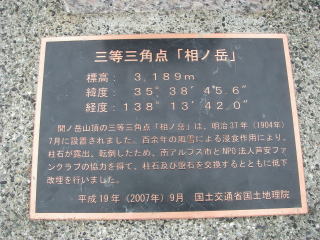 三等三角点「相ノ岳」
標高： 3,189m
緯度： 35°38′45.6″
経度：138°13′42.0″
間ノ岳山頂の三等三角点「相ノ岳」は、明治37年（1904年）
7月に設置されました。百余年の風雪による浸食作用により、
柱石が露出、転倒したため、南アルプス市とNPO法人芦安ファ
ンクラブの協力を得て、柱石及び盤石を交換するとともに低下
改埋を行いました。
平成19年（2007年）9月 国土交通省国土地理院